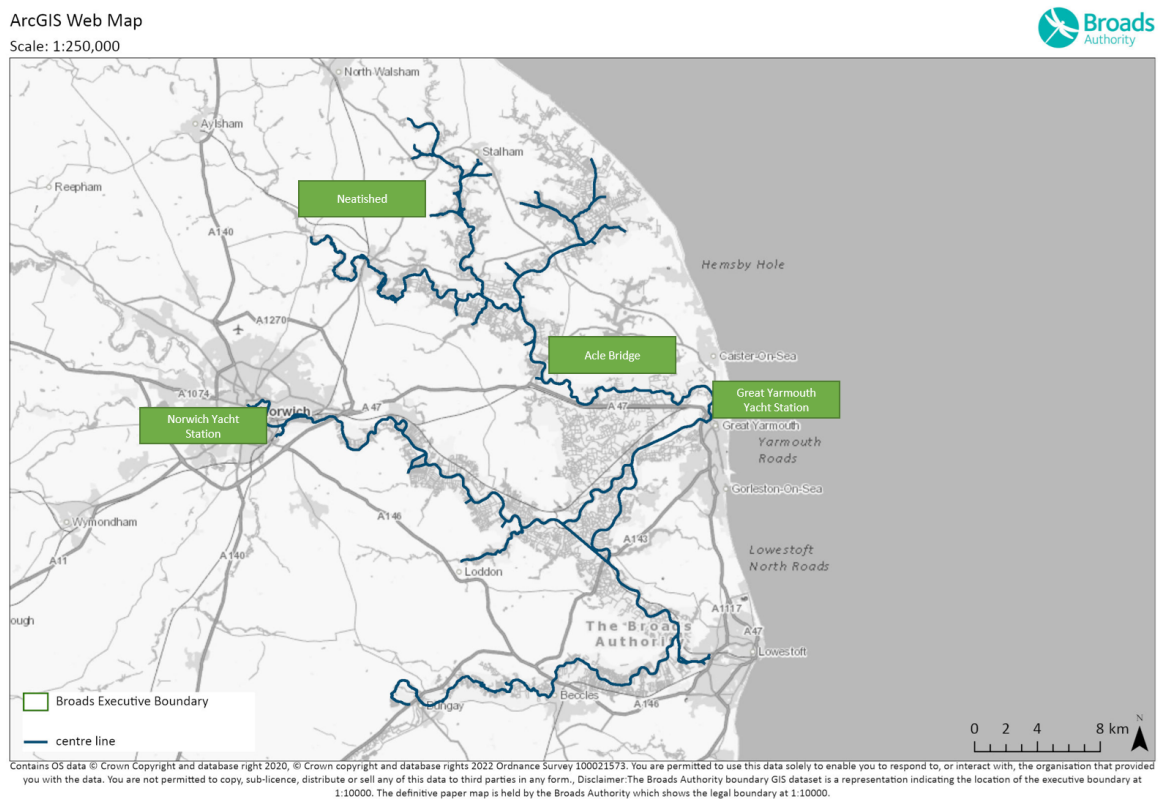 ArcGIS Web Map
Scale: 1:250,000
Broads
Authority
North Walsham
Aylsham
Stalham
Reepham
Neatished
A140
Hemsby Hole
A1270
Acle Bridge
Caister-On-Sea
A1074
A47
A47
Great Yarmouth
Yacht Station
Norwich Yacht
Station
orwich
Great Yarmouth
Yarmouth
Roads
Gorleston-On-Sea
Wymondham
A146
A11
A140
A143
Lowestoft
North Roads
Loddon
A1117
ough
The Broads
Authority
A47
Lowestoft
Beccles
A146
Bungay
Broads Executive Boundary
centre line
0 2 4 8 km
N
Contains OS data © Crown Copyright and database right 2020, © Crown copyright and database rights 2022 Ordnance Survey 100021573. You are permitted to use this data solely to enable you to respond to, or interact with, the organisation that provided
you with the data. You are not permitted to copy, sub-licence, distribute or sell any of this data to third parties in any form., Disclaimer:The Broads Authority boundary GIS dataset is a representation indicating the location of the executive boundary at
1:10000. The definitive paper map is held by the Broads Authority which shows the legal boundary at 1:10000.